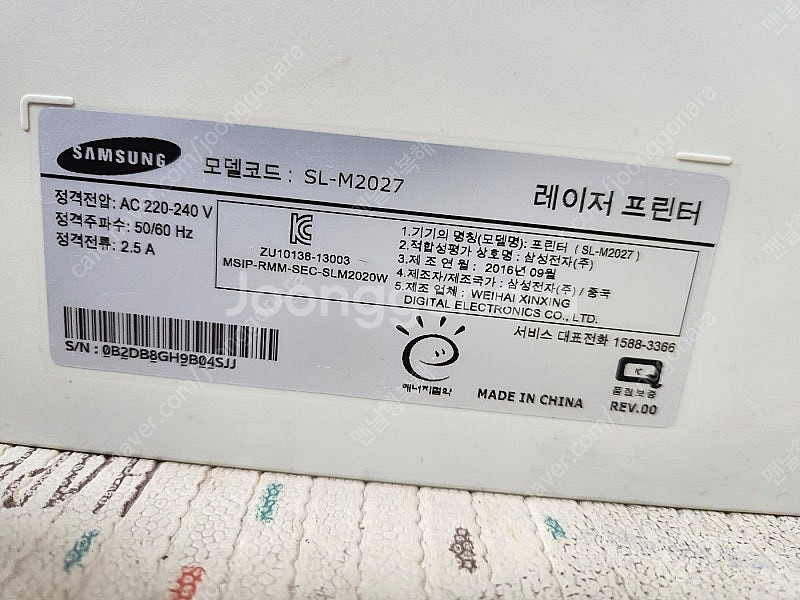 SAMSUNG
모델코드 : SL-M2027
레이저 프린터
정격전압: AC 220-240 V
정격주파수: 50/60 Hz
정격전류: 2.5 A
ZU10136-13003
MSIP-RMM-SEC-SLM2020W
1.기기의 명칭(모델명): 프린터 ( SL-M2027 )
2.적합성평가 상호명 : 삼성전자(주)
3.제 조 연 월 : 2016년 09월
4.제조자/제조국가 : 삼성전자(주) / 중국
5.제조 업체 : WEIHAI XINXING
DIGITAL ELECTRONICS CO., LTD.
서비스 대표전화 1588-3366
S/N : 0B2DB8GH9B04SJJ
에너지절약
MADE IN CHINA
품질보증
REV.00
Joongg